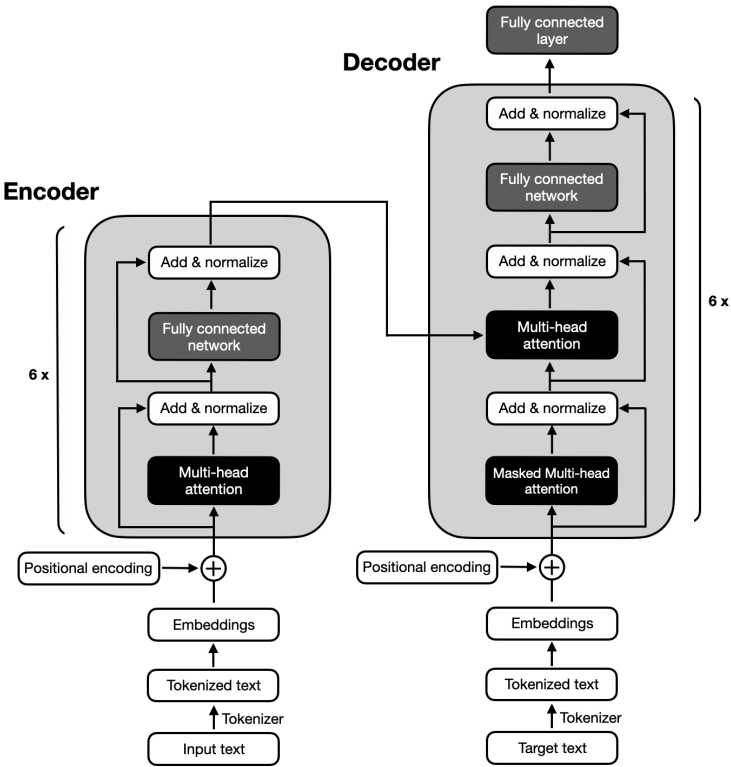 Fully connected
layer
Decoder
Add & normalize
Fully connected
network
Add & normalize
Multi-head
attention
Add & normalize
Masked Multi-head
attention
6 x
Positional encoding
Embeddings
Tokenized text
Tokenizer
Target text
Encoder
Add & normalize
Fully connected
network
Add & normalize
Multi-head
attention
6 x
Positional encoding
Embeddings
Tokenized text
Tokenizer
Input text